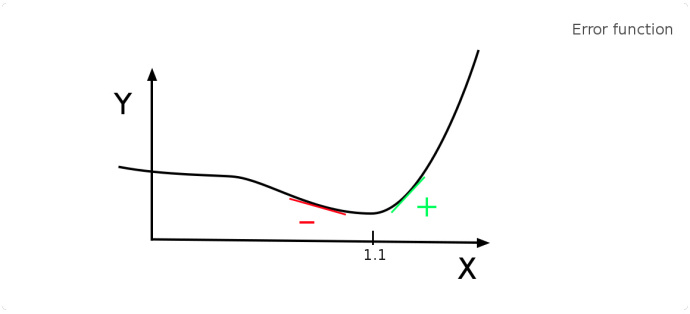 Error function
Y
−
+
1.1
X